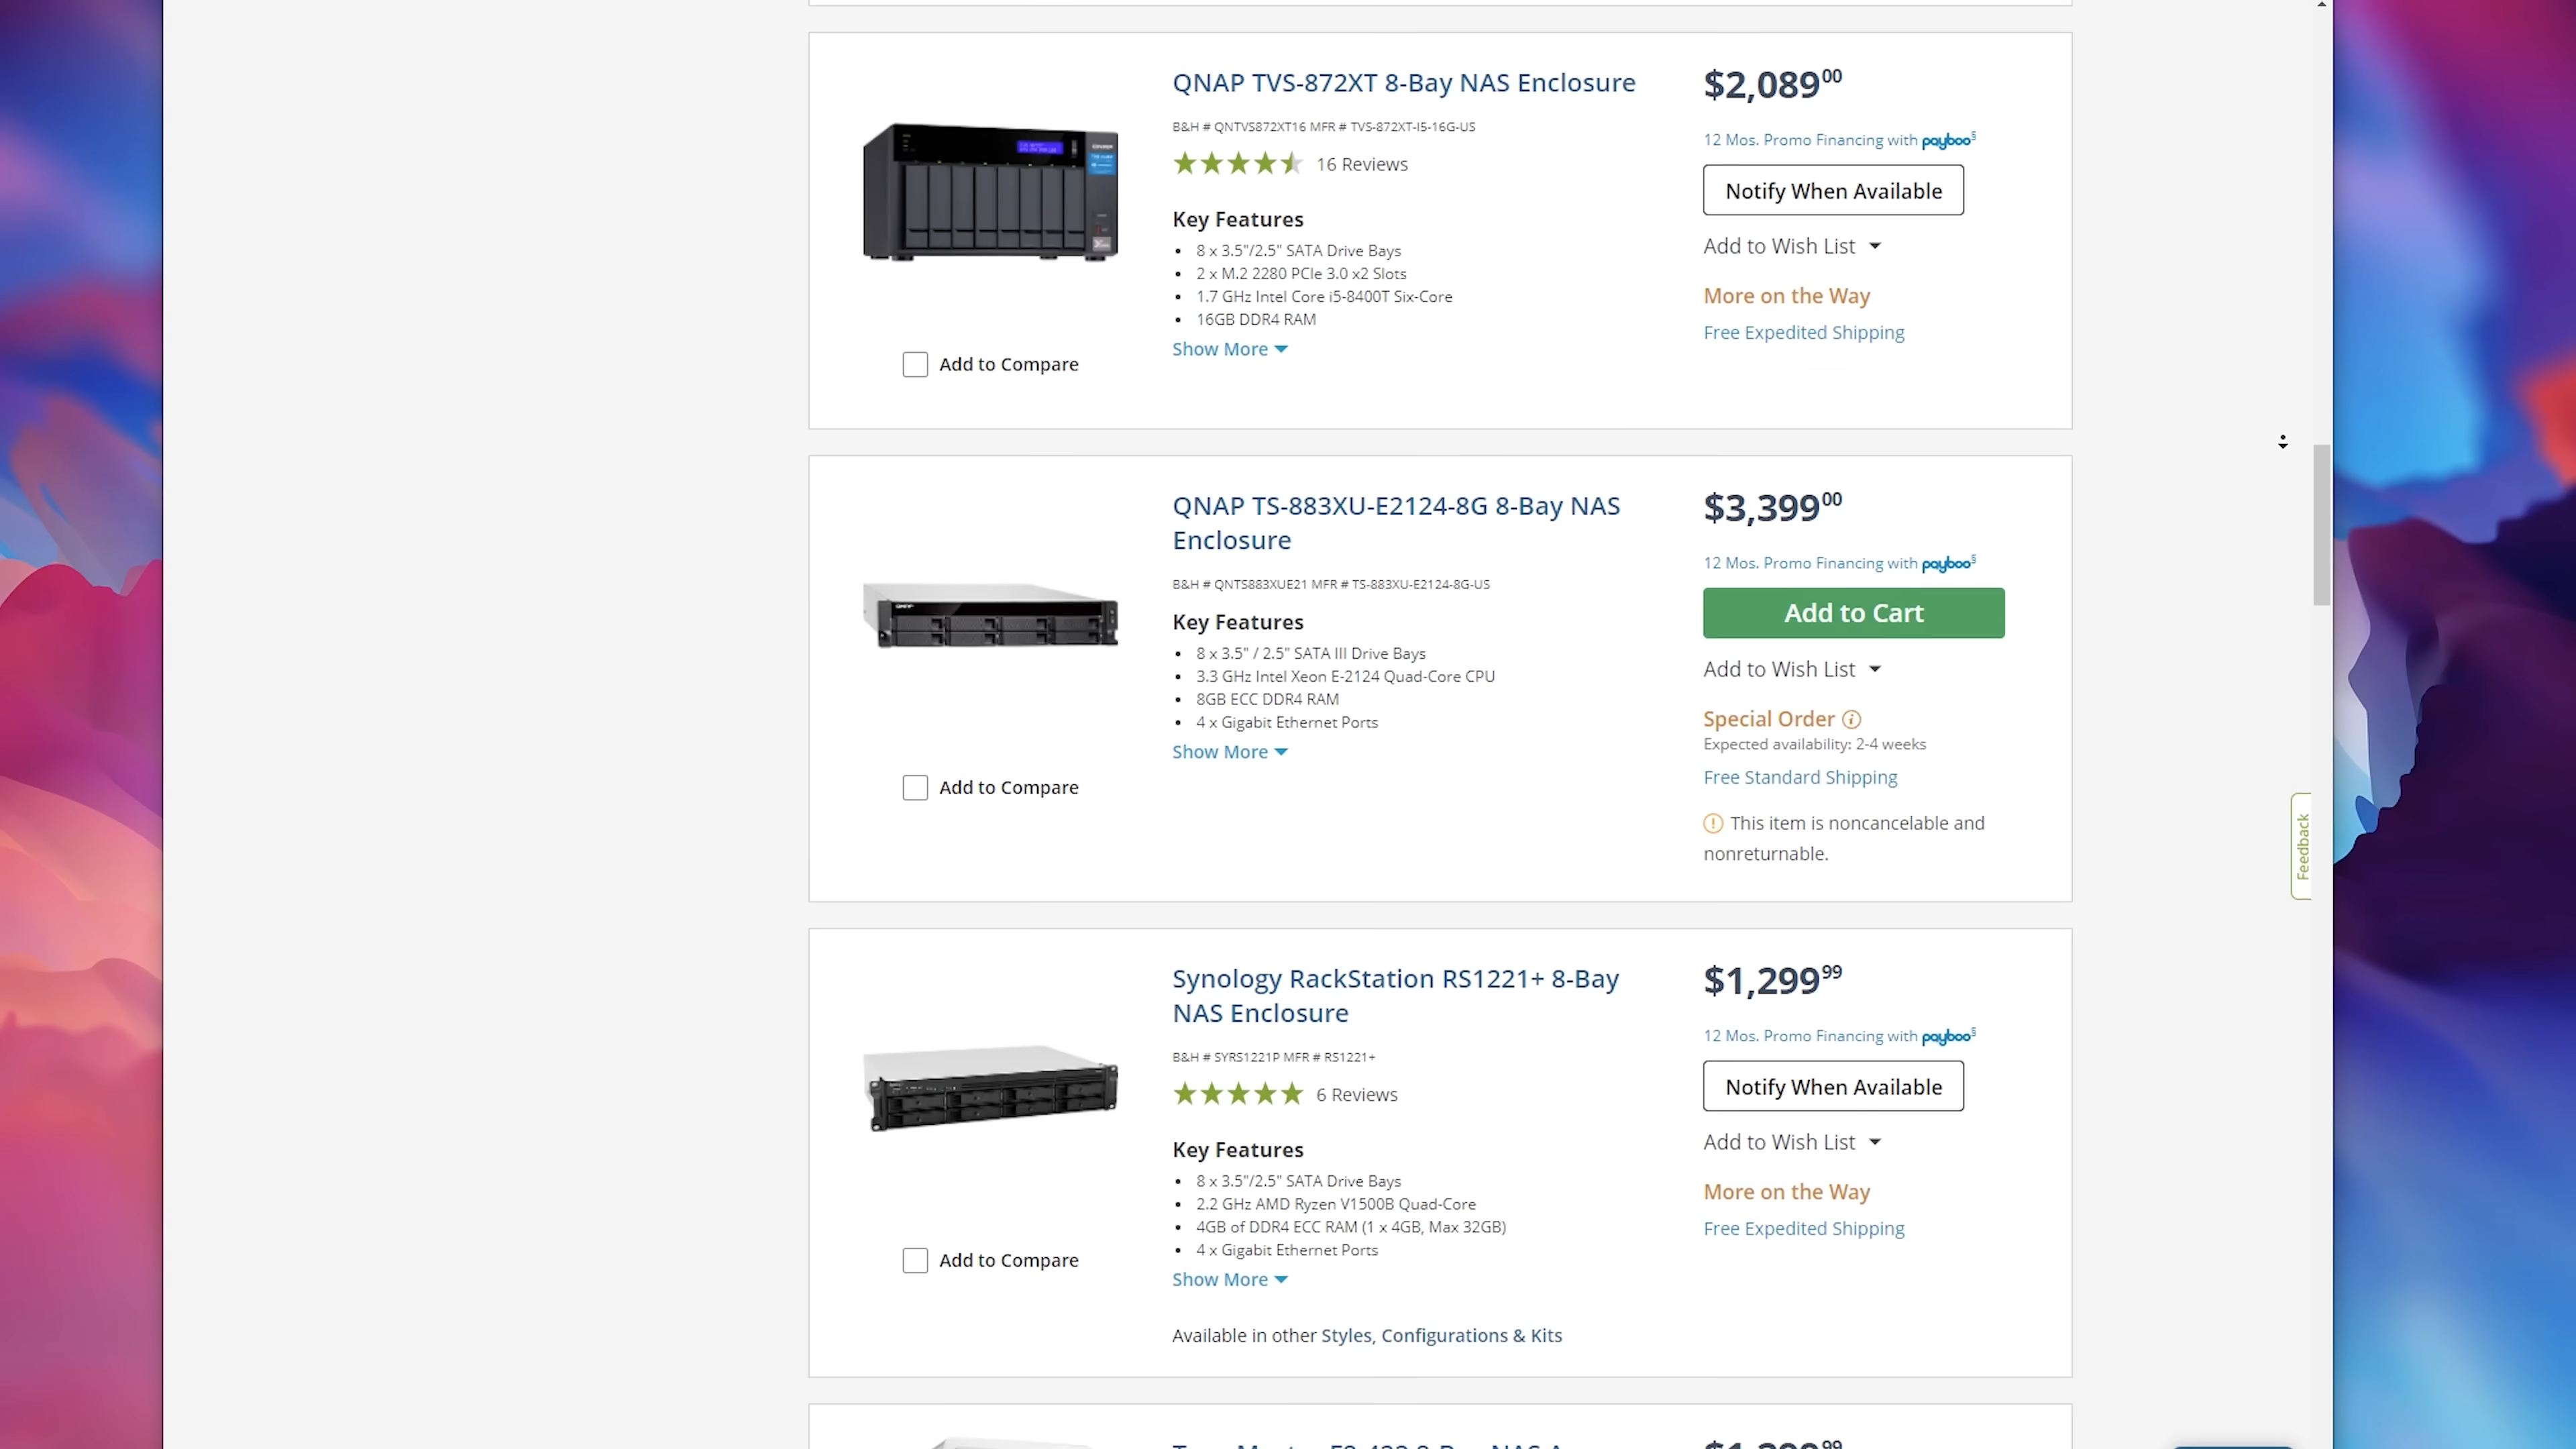 QNAP TVS-872XT 8-Bay NAS Enclosure
B&H # QNTVS872XT16 MFR # TVS-872XT-I5-16G-US
16 Reviews
Key Features
• 8 x 3.5"/2.5" SATA Drive Bays
• 2 x M.2 2280 PCIe 3.0 x2 Slots
• 1.7 GHz Intel Core i5-8400T Six-Core
• 16GB DDR4 RAM
Show More
Add to Compare
$2,089 00
12 Mos. Promo Financing with payboo§
Notify When Available
Add to Wish List
More on the Way
Free Expedited Shipping
QNAP TS-883XU-E2124-8G 8-Bay NAS
Enclosure
B&H # QNTS883XUE21 MFR # TS-883XU-E2124-8G-US
Key Features
• 8 x 3.5" / 2.5" SATA III Drive Bays
• 3.3 GHz Intel Xeon E-2124 Quad-Core CPU
• 8GB ECC DDR4 RAM
• 4 x Gigabit Ethernet Ports
Show More
Add to Compare
$3,399 00
12 Mos. Promo Financing with payboo§
Add to Cart
Add to Wish List
Special Order
Expected availability: 2-4 weeks
Free Standard Shipping
This item is noncancelable and
nonreturnable.
Feedback
Synology RackStation RS1221+ 8-Bay
NAS Enclosure
B&H # SYRS1221P MFR # RS1221+
6 Reviews
Key Features
• 8 x 3.5"/2.5" SATA Drive Bays
• 2.2 GHz AMD Ryzen V1500B Quad-Core
• 4GB of DDR4 ECC RAM (1 x 4GB, Max 32GB)
• 4 x Gigabit Ethernet Ports
Show More
Available in other Styles, Configurations & Kits
Add to Compare
$1,299 99
12 Mos. Promo Financing with payboo§
Notify When Available
Add to Wish List
More on the Way
Free Expedited Shipping